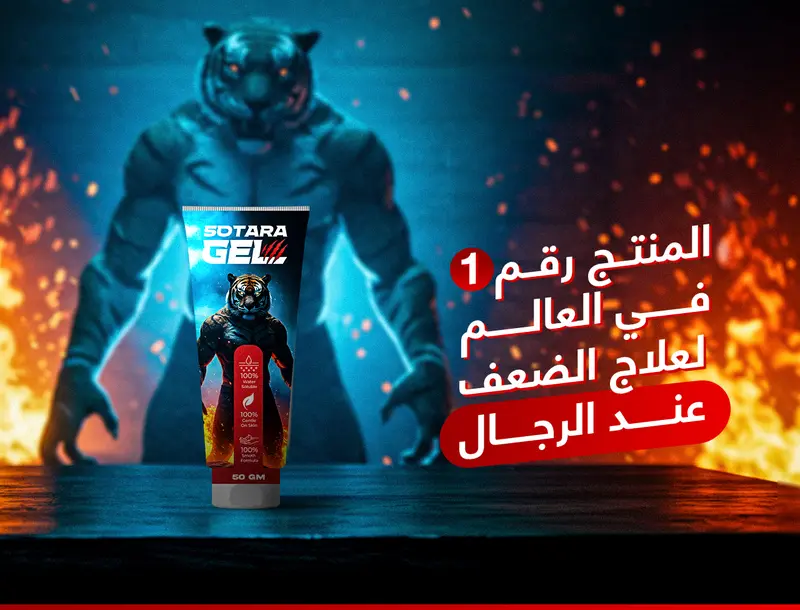 SOTARA
GEL
100%
Water
Soluble
100%
Gentle
On Skin
100%
Smoth
Formula
50 GM
المنتج رقم 1
في العالم
لعلاج الضعف
عند الرجال